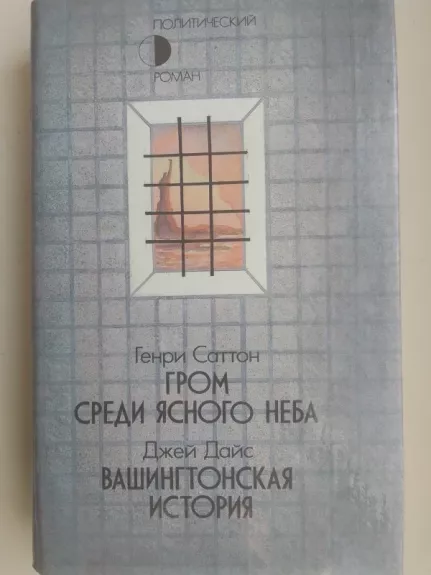 ПОЛИТИЧЕСКИЙ
РОМАН
Генри Саттон
ГРОМ
СРЕДИ ЯСНОГО НЕБА
Джей Дайс
ВАШИНГТОНСКАЯ
ИСТОРИЯ